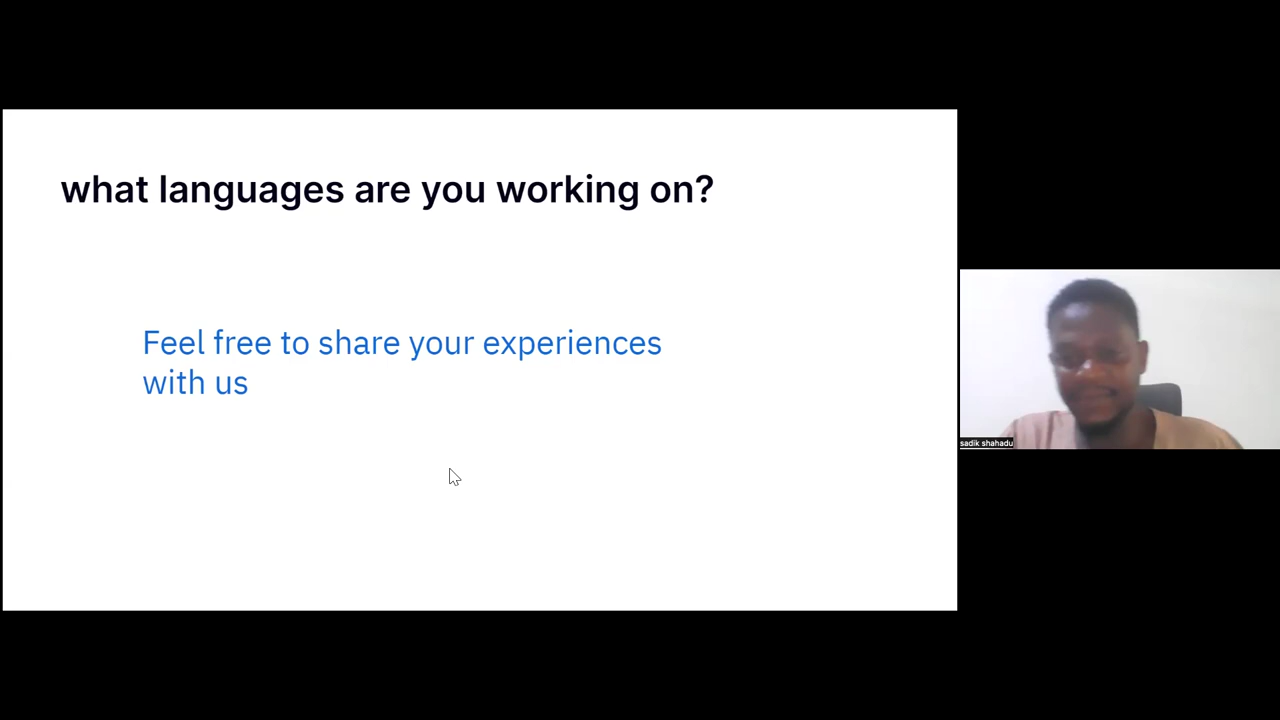 what languages are you working on?
Feel free to share your experiences
with us
sadik shahadu